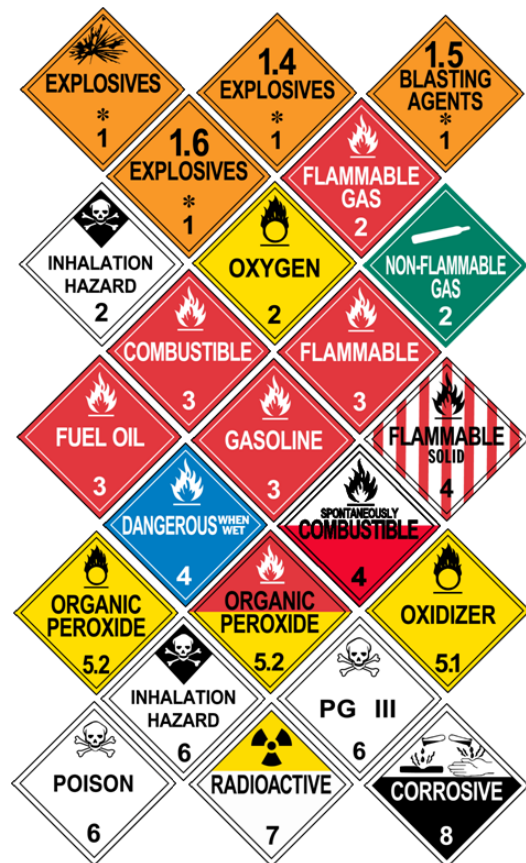 EXPLOSIVES
*
1
1.4
EXPLOSIVES
*
1
1.5
BLASTING
AGENTS
*
1
1.6
EXPLOSIVES
*
1
FLAMMABLE
GAS
2
INHALATION
HAZARD
2
OXYGEN
2
NON-FLAMMABLE
GAS
2
COMBUSTIBLE
3
FLAMMABLE
3
FUEL OIL
3
GASOLINE
3
FLAMMABLE
SOLID
4
DANGEROUS WHEN
WET
4
SPONTANEOUSLY
COMBUSTIBLE
4
ORGANIC
PEROXIDE
5.2
ORGANIC
PEROXIDE
5.2
OXIDIZER
5.1
INHALATION
HAZARD
6
PG III
6
POISON
6
RADIOACTIVE
7
CORROSIVE
8